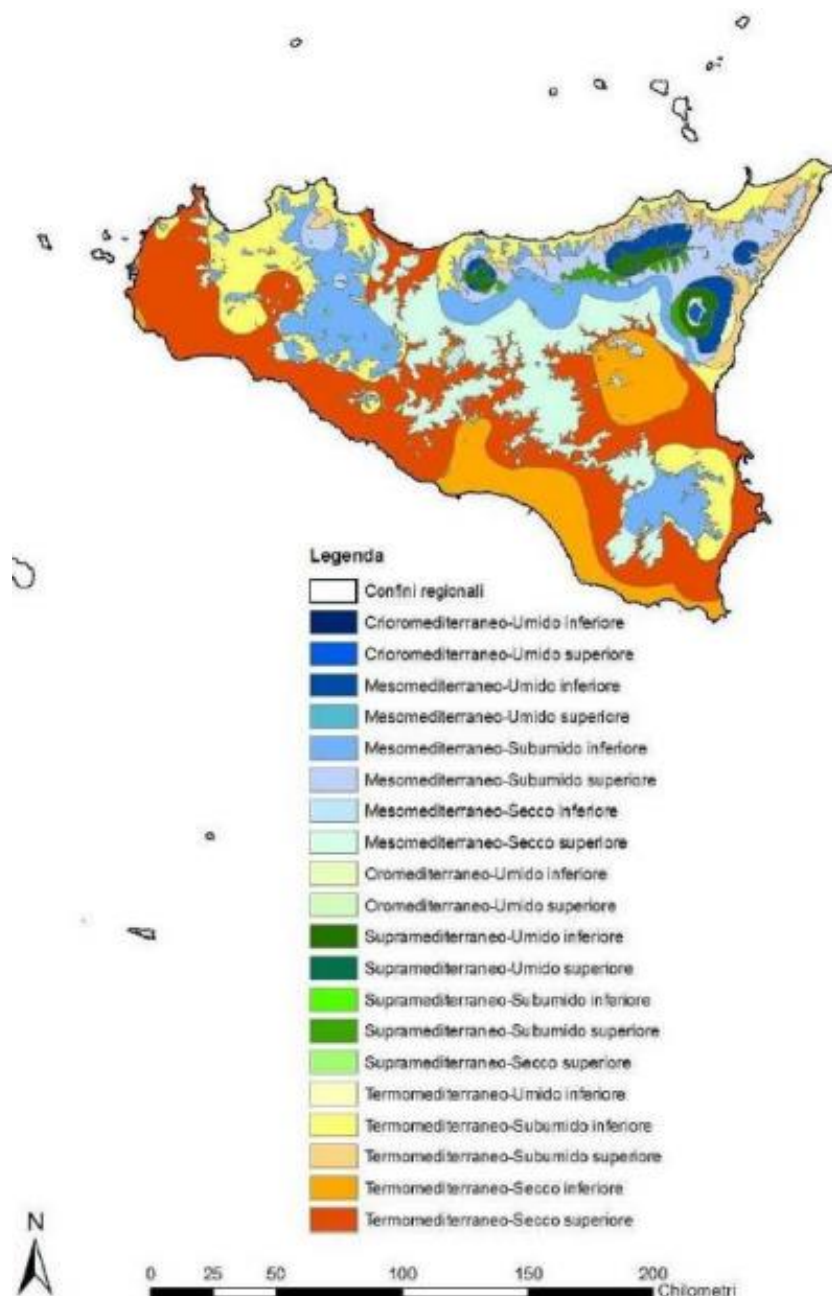 Legenda
Confini regionali
Crioromediterraneo-Umido inferiore
Crioromediterraneo-Umido superiore
Mesomediterraneo-Umido inferiore
Mesomediterraneo-Umido superiore
Mesomediterraneo-Subumido inferiore
Mesomediterraneo-Subumido superiore
Mesomediterraneo-Secco inferiore
Mesomediterraneo-Secco superiore
Oromediterraneo-Umido inferiore
Oromediterraneo-Umido superiore
Supramediterraneo-Umido inferiore
Supramediterraneo-Umido superiore
Supramediterraneo-Subumido inferiore
Supramediterraneo-Subumido superiore
Supramediterraneo-Secco superiore
Termomediterraneo-Umido inferiore
Termomediterraneo-Subumido inferiore
Termomediterraneo-Subumido superiore
Termomediterraneo-Secco inferiore
Termomediterraneo-Secco superiore
N
0 25 50 100 150 200
Chilometri